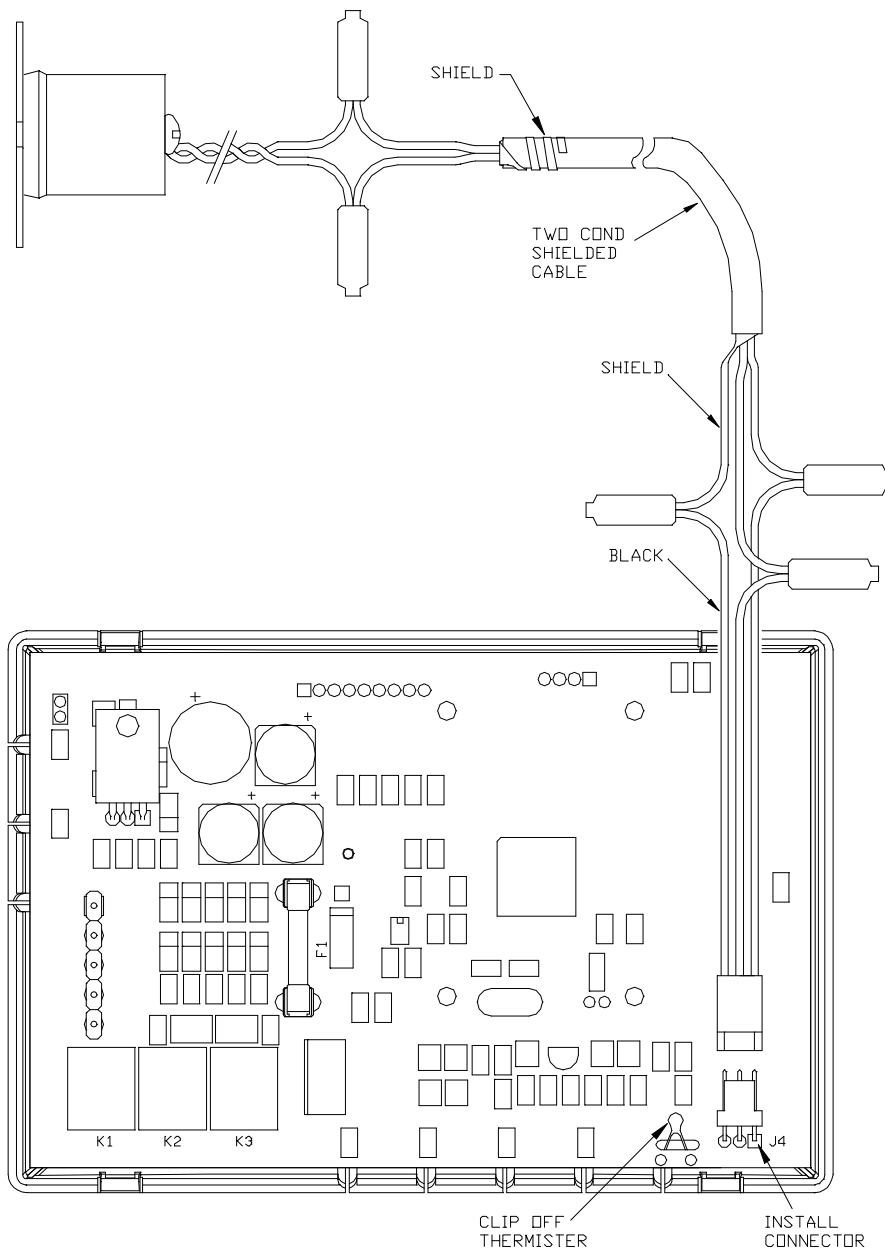 SHIELD
TWO COND
SHIELDED
CABLE
SHIELD
BLACK
+
+
+
+
F1
K1
K2
K3
J4
CLIP OFF
THERMISTER
INSTALL
CONNECTOR